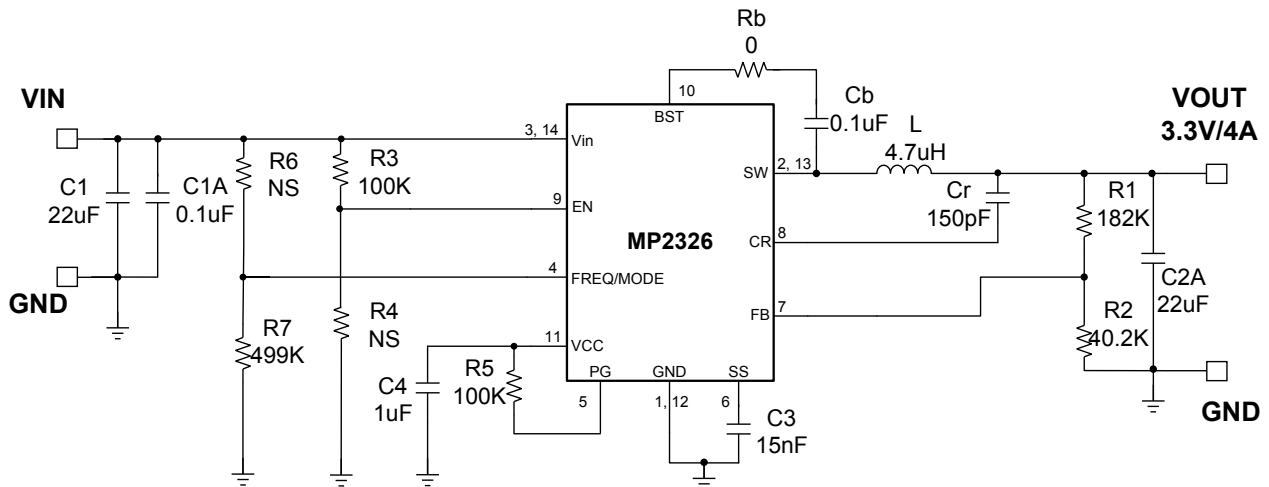 Rb
0
10
BST
Cb
0.1uF
L
4.7uH
VOUT
3.3V/4A
VIN
3, 14
Vin
SW
2, 13
R6
NS
R3
100K
C1
22uF
C1A
0.1uF
Cr
150pF
R1
182K
9
EN
MP2326
CR
8
GND
4
FREQ/MODE
C2A
22uF
R7
499K
R4
NS
FB
7
R2
40.2K
11
VCC
C4
1uF
R5
100K
PG
GND
SS
5
1, 12
6
C3
15nF
GND